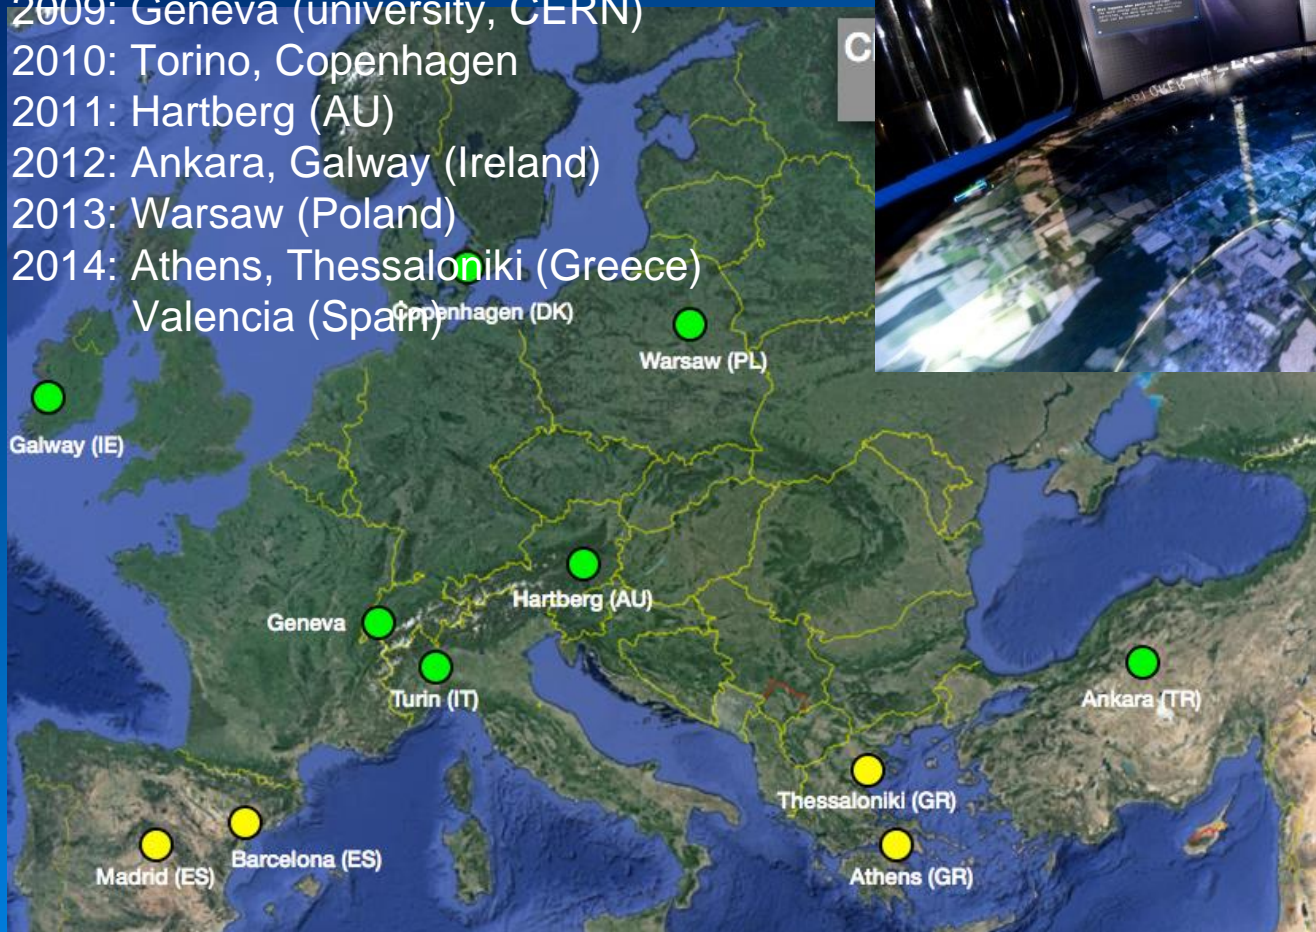 2009: Geneva (university, CERN)
2010: Torino, Copenhagen
2011: Hartberg (AU)
2012: Ankara, Galway (Ireland)
2013: Warsaw (Poland)
2014: Athens, Thessaloniki (Greece)
Valencia (Spain)
Copenhagen (DK)
Warsaw (PL)
Galway (IE)
Hartberg (AU)
Geneva
Turin (IT)
Ankara (TR)
Thessaloniki (GR)
Barcelona (ES)
Madrid (ES)
Athens (GR)